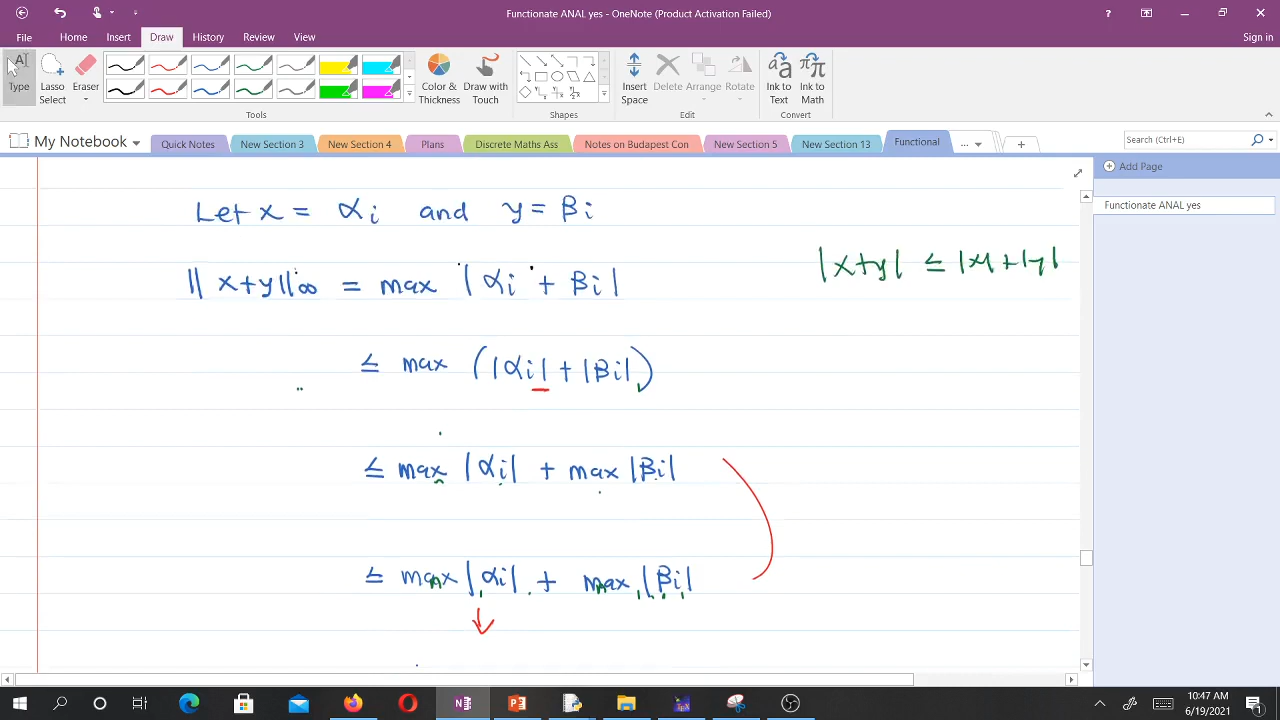 Functionate ANAL yes - OneNote (Product Activation Failed)
File Home Insert Draw History Review View Sign in
Type Lasso Select Eraser Color & Thickness Draw with Touch Insert Space Delete Arrange Rotate Ink to Text Ink to Math
Tools Shapes Edit Convert
My Notebook Quick Notes New Section 3 New Section 4 Plans Discrete Maths Ass Notes on Budapest Con New Section 5 New Section 13 Functional ... Search (Ctrl+E)
Add Page
Functionate ANAL yes
Let x = αi and y = βi
|x+y| ≤ |x|+|y|
||x+y||∞ = max |αi + βi|
≤ max (|αi| + |βi|)
≤ max |αi| + max |βi|
≤ max |αi| + max |βi|
10:47 AM
6/19/2021